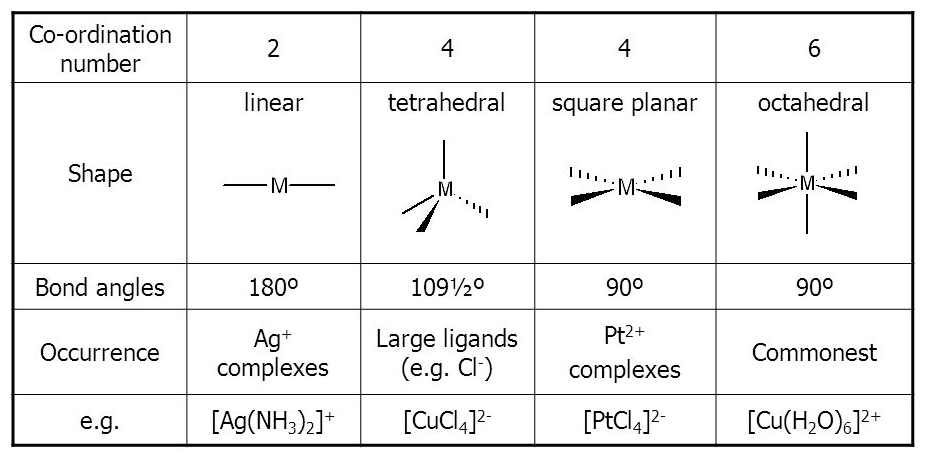 Co-ordination number 2 4 4 6
Shape linear tetrahedral square planar octahedral
M M M M
Bond angles 180º 109½º 90º 90º
Occurrence Ag⁺ complexes Large ligands (e.g. Cl⁻) Pt²⁺ complexes Commonest
e.g. [Ag(NH₃)₂]⁺ [CuCl₄]²⁻ [PtCl₄]²⁻ [Cu(H₂O)₆]²⁺